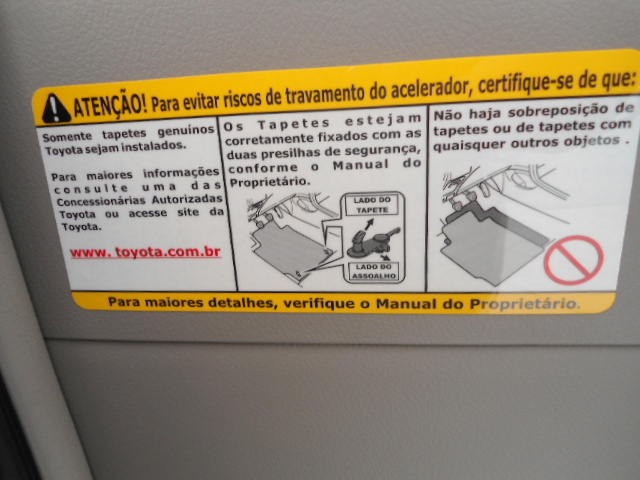 ATENÇÃO! Para evitar riscos de travamento do acelerador, certifique-se de que:
Somente tapetes genuínos
Toyota sejam instalados.
Para maiores informações
consulte uma das
Concessionárias Autorizadas
Toyota ou acesse site da
Toyota.
www.toyota.com.br
Os Tapetes estejam
corretamente fixados com as
duas presilhas de segurança,
conforme o Manual do
Proprietário.
LADO DO
TAPETE
LADO DO
ASSOALHO
Não haja sobreposição de
tapetes ou de tapetes com
quaisquer outros objetos .
Para maiores detalhes, verifique o Manual do Proprietário.